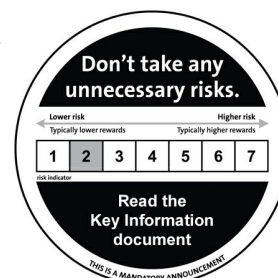 Don't take any
unnecessary risks.
Lower risk Higher risk
Typically lower rewards Typically higher rewards
1 2 3 4 5 6 7
risk indicator
Read the
Key Information
document
THIS IS A MANDATORY ANNOUNCEMENT